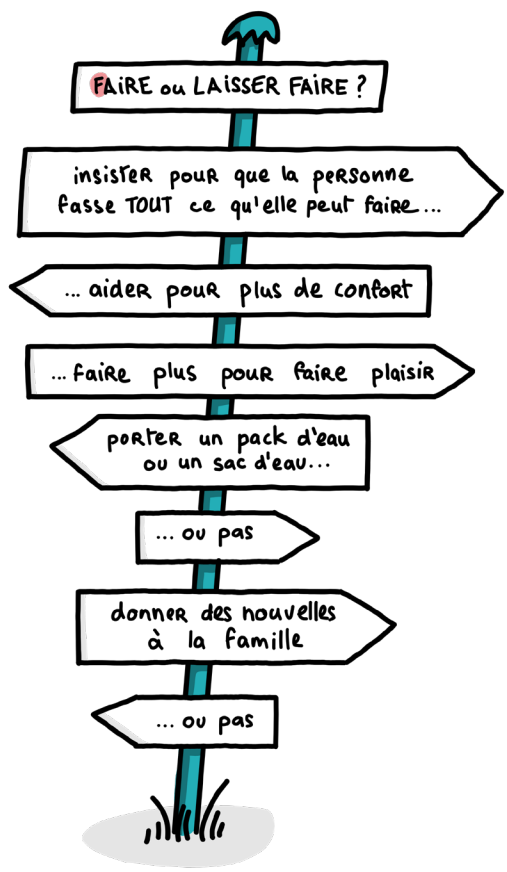 FAIRE ou LAISSER FAIRE ?
insister pour que la personne
fasse TOUT ce qu'elle peut faire...
... aider pour plus de confort
... faire plus pour faire plaisir
porter un pack d'eau
ou un sac d'eau...
... ou pas
donner des nouvelles
à la famille
... ou pas